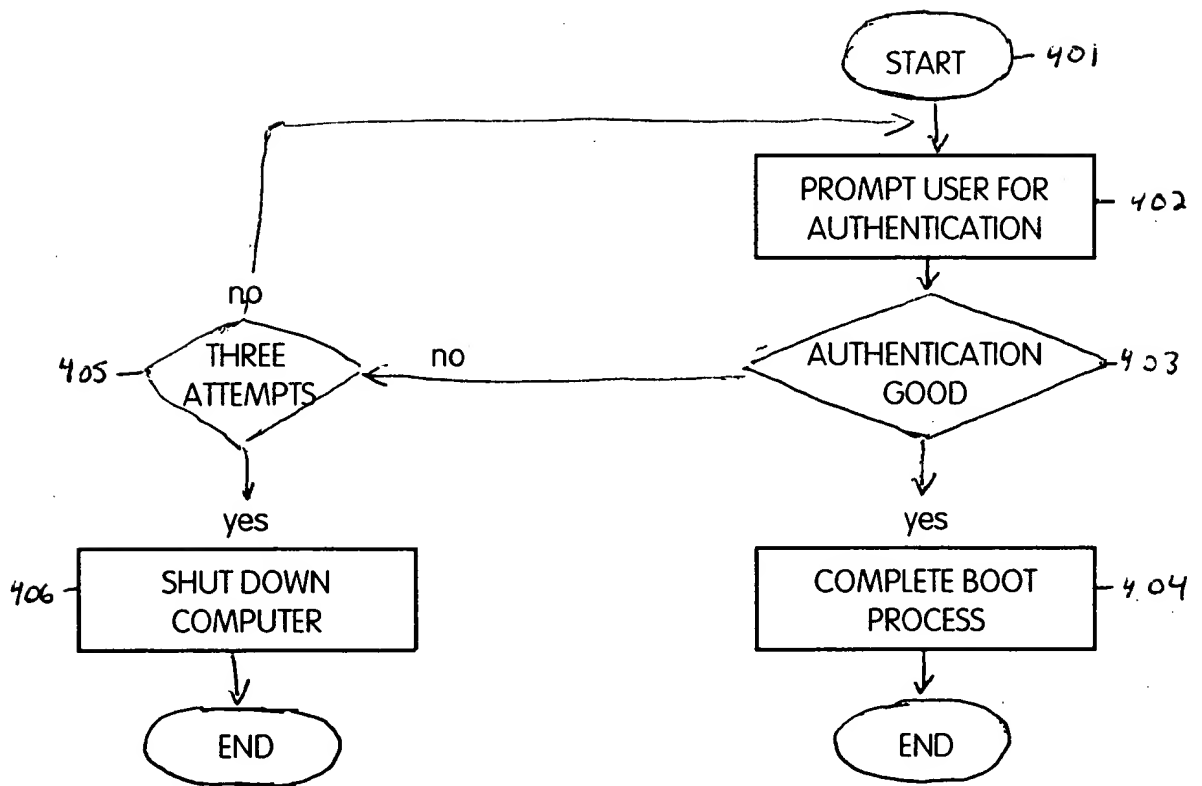 START
401
PROMPT USER FOR
AUTHENTICATION
402
no
THREE
ATTEMPTS
405
no
AUTHENTICATION
GOOD
403
yes
yes
SHUT DOWN
COMPUTER
406
COMPLETE BOOT
PROCESS
404
END
END